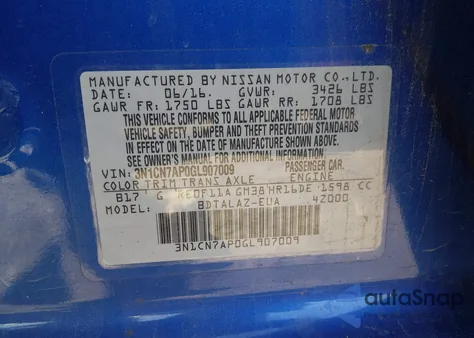 MANUFACTURED BY NISSAN MOTOR CO., LTD.
DATE: 06/16. GVWR: 3426 LBS
GAWR FR: 1750 LBS GAWR RR: 1708 LBS
THIS VEHICLE CONFORMS TO ALL APPLICABLE FEDERAL MOTOR
VEHICLE SAFETY, BUMPER AND THEFT PREVENTION STANDARDS
IN EFFECT ON THE DATE OF MANUFACTURE SHOWN ABOVE.
SEE OWNER'S MANUAL FOR ADDITIONAL INFORMATION
VIN: 3N1CN7AP0GL907009 PASSENGER CAR.
COLOR TRIM TRANS AXLE ENGINE
B17 G RE0F11A GM38 HR16DE 1598 CC
MODEL: BDTALAZ-EUA 4Z000
3N1CN7AP0GL907009
autoSnap